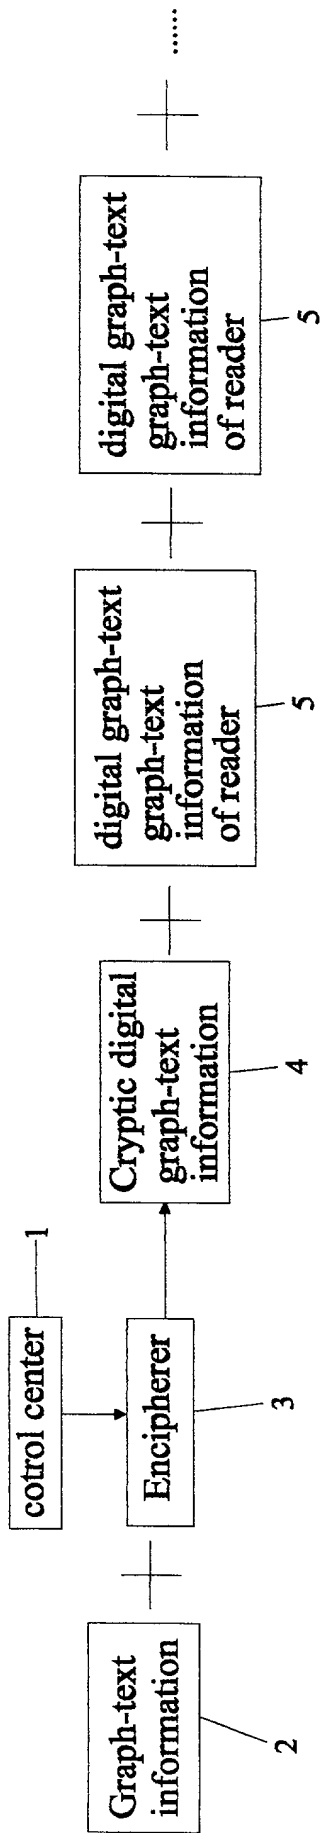 cotrol center
1
Graph-text
information
2
Encipherer
3
Cryptic digital
graph-text
information
4
digital graph-text
graph-text
information
of reader
5
digital graph-text
graph-text
information
of reader
5
......